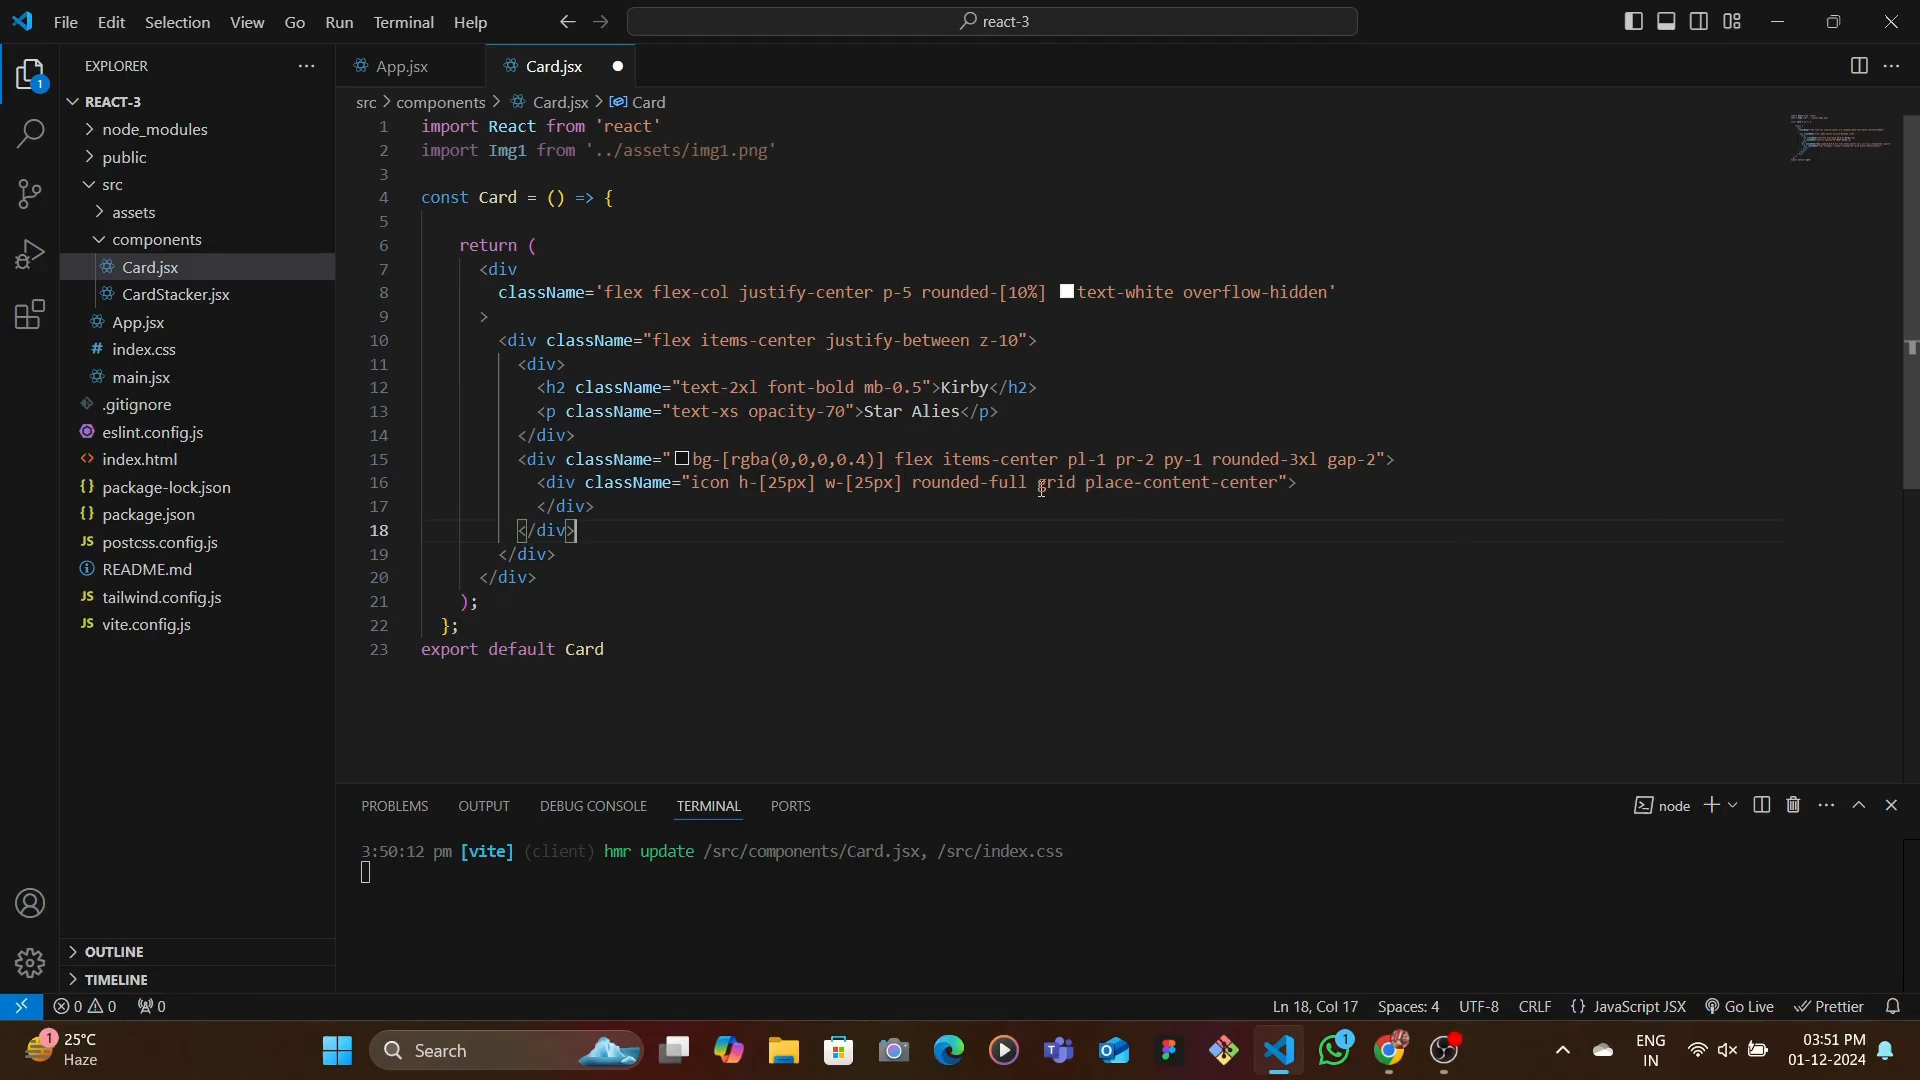 File Edit Selection View Go Run Terminal Help
react-3
EXPLORER
REACT-3
node_modules
public
src
assets
components
Card.jsx
CardStacker.jsx
App.jsx
# index.css
main.jsx
.gitignore
eslint.config.js
<> index.html
{} package-lock.json
{} package.json
JS postcss.config.js
README.md
JS tailwind.config.js
JS vite.config.js
OUTLINE
TIMELINE
1
App.jsx
Card.jsx
src > components > Card.jsx > Card
1 import React from 'react'
2 import Img1 from '../assets/img1.png'
3
4 const Card = () => {
5
6 return (
7 <div
8 className='flex flex-col justify-center p-5 rounded-[10%] text-white overflow-hidden'
9 >
10 <div className="flex items-center justify-between z-10">
11 <div>
12 <h2 className="text-2xl font-bold mb-0.5">Kirby</h2>
13 <p className="text-xs opacity-70">Star Alies</p>
14 </div>
15 <div className="bg-[rgba(0,0,0,0.4)] flex items-center pl-1 pr-2 py-1 rounded-3xl gap-2">
16 <div className="icon h-[25px] w-[25px] rounded-full grid place-content-center">
17 </div>
18 </div>
19 </div>
20 </div>
21 );
22 };
23 export default Card
PROBLEMS OUTPUT DEBUG CONSOLE TERMINAL PORTS
node
3:50:12 pm [vite] (client) hmr update /src/components/Card.jsx, /src/index.css
0 0 0
Ln 18, Col 17 Spaces: 4 UTF-8 CRLF {} JavaScript JSX Go Live Prettier
1
25°C
Haze
Search
1
ENG
IN
03:51 PM
01-12-2024